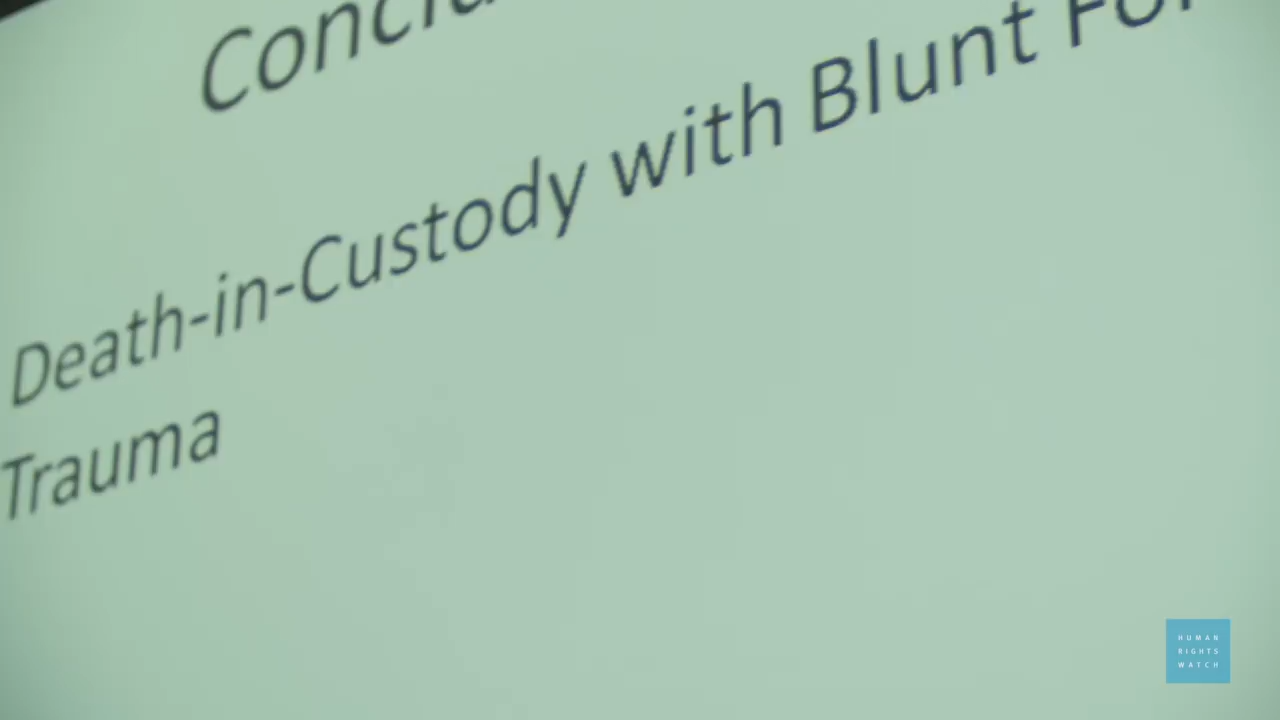 Death-in-Custody with Blunt
Trauma
HUMAN
RIGHTS
WATCH